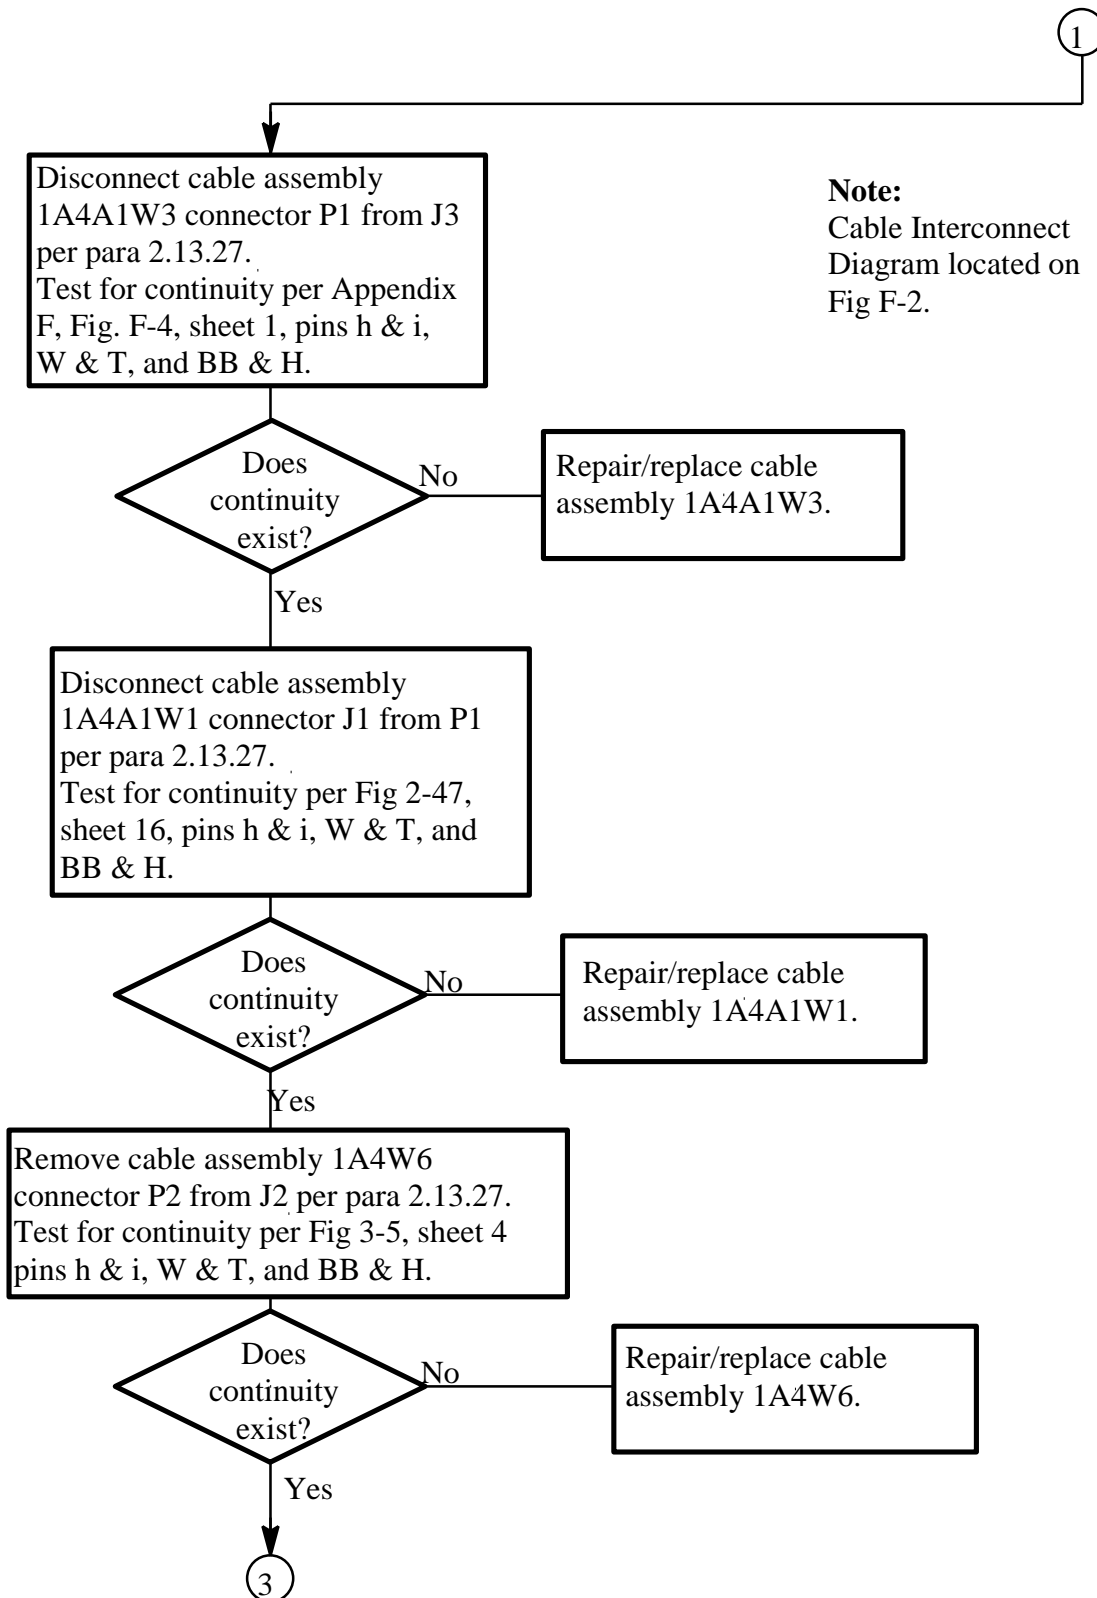 1
Disconnect cable assembly
1A4A1W3 connector P1 from J3
per para 2.13.27.
Test for continuity per Appendix
F, Fig. F-4, sheet 1, pins h & i,
W & T, and BB & H.
Note:
Cable Interconnect
Diagram located on
Fig F-2.
Does
continuity
exist?
No
Repair/replace cable
assembly 1A4A1W3.
Yes
Disconnect cable assembly
1A4A1W1 connector J1 from P1
per para 2.13.27.
Test for continuity per Fig 2-47,
sheet 16, pins h & i, W & T, and
BB & H.
Does
continuity
exist?
No
Repair/replace cable
assembly 1A4A1W1.
Yes
Remove cable assembly 1A4W6
connector P2 from J2 per para 2.13.27.
Test for continuity per Fig 3-5, sheet 4
pins h & i, W & T, and BB & H.
Does
continuity
exist?
No
Repair/replace cable
assembly 1A4W6.
Yes
3